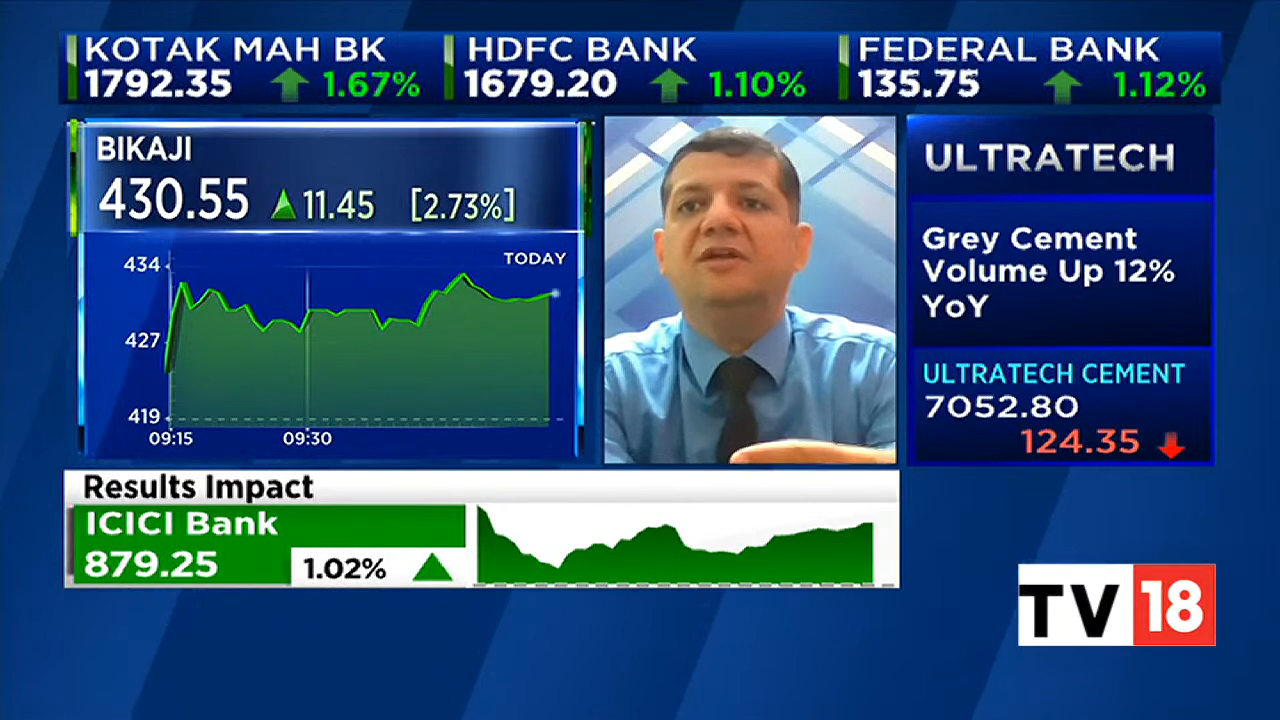 KOTAK MAH BK
1792.35 1.67%
HDFC BANK
1679.20 1.10%
FEDERAL BANK
135.75 1.12%
BIKAJI
430.55 11.45 [2.73%]
TODAY
434
427
419
09:15 09:30
ULTRATECH
Grey Cement
Volume Up 12%
YoY
ULTRATECH CEMENT
7052.80
124.35
Results Impact
ICICI Bank
879.25 1.02%
TV18